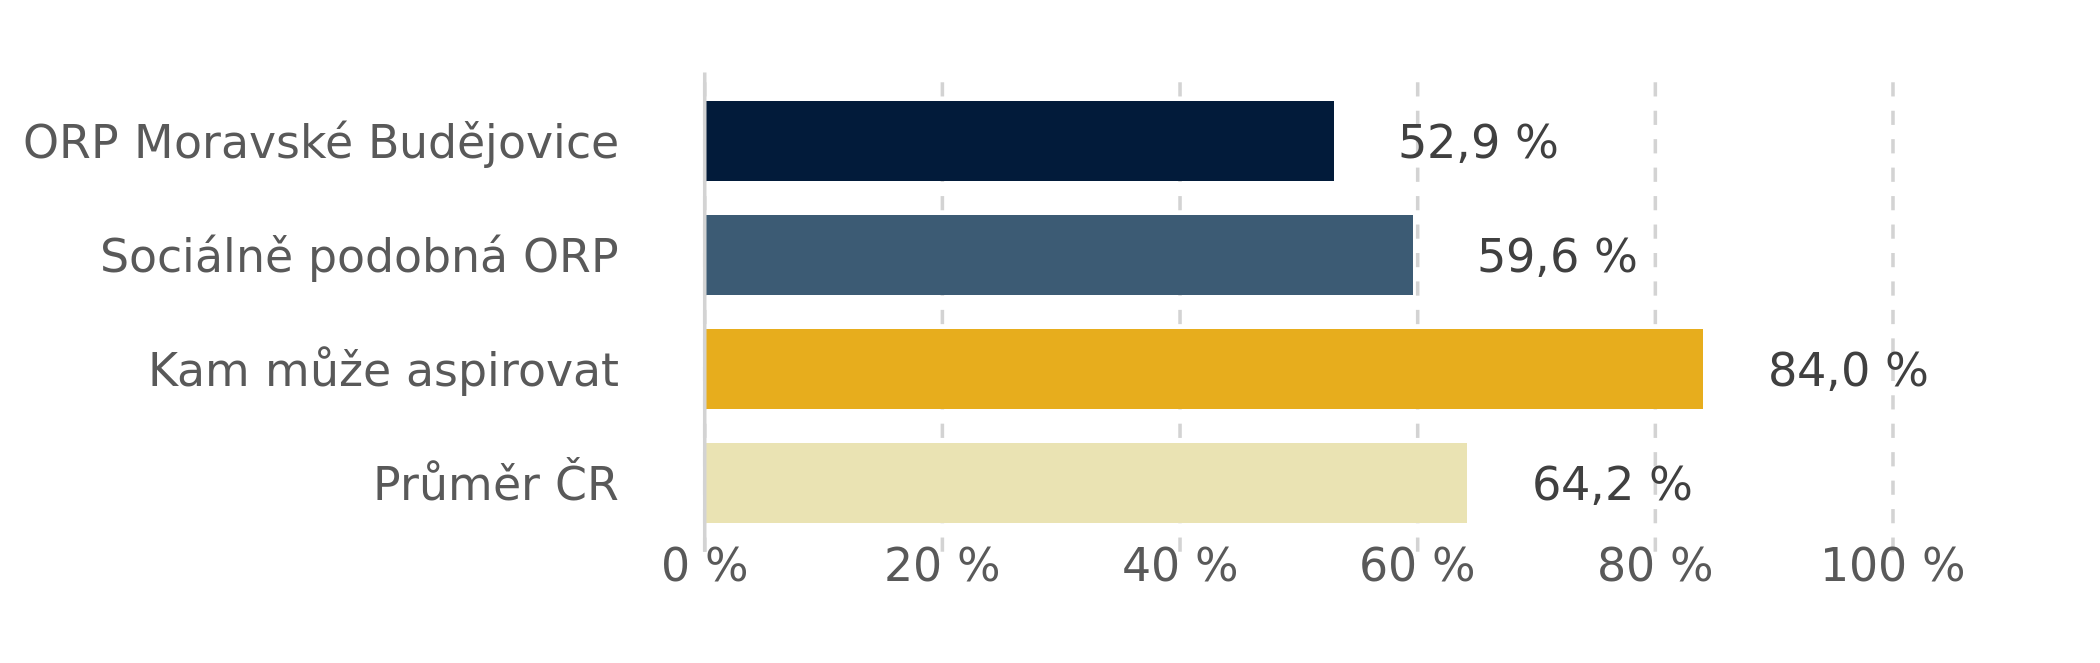 ORP Moravské Budějovice 52,9 %
Sociálně podobná ORP 59,6 %
Kam může aspirovat 84,0 %
Průměr ČR 64,2 %
0 % 20 % 40 % 60 % 80 % 100 %